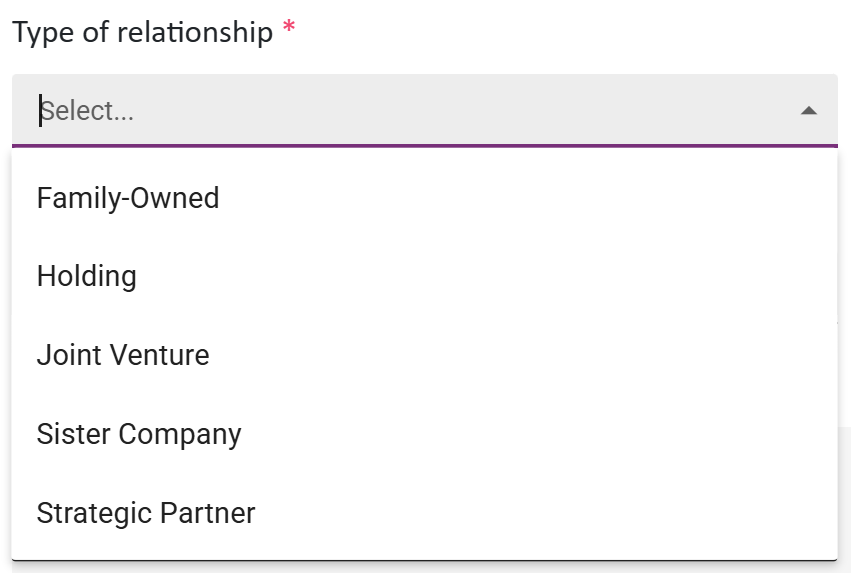 Type of relationship *
Select...
Family-Owned
Holding
Joint Venture
Sister Company
Strategic Partner